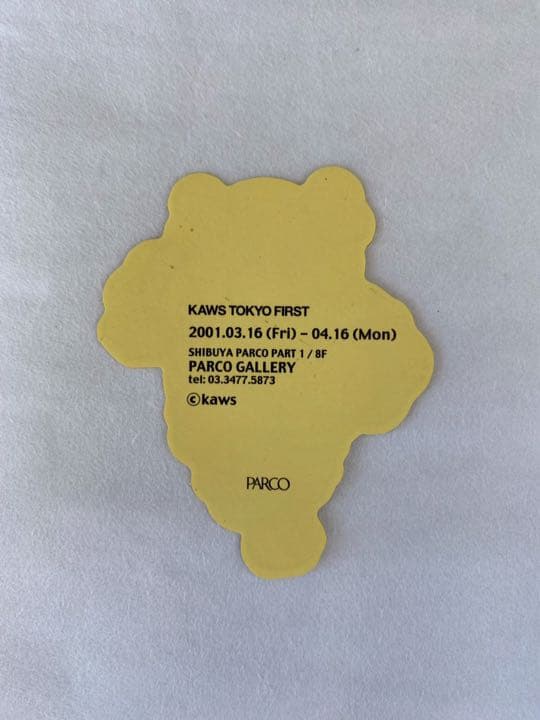 KAWS TOKYO FIRST
2001.03.16 (Fri) – 04.16 (Mon)
SHIBUYA PARCO PART 1 / 8F
PARCO GALLERY
tel: 03.3477.5873
©kaws
PARCO